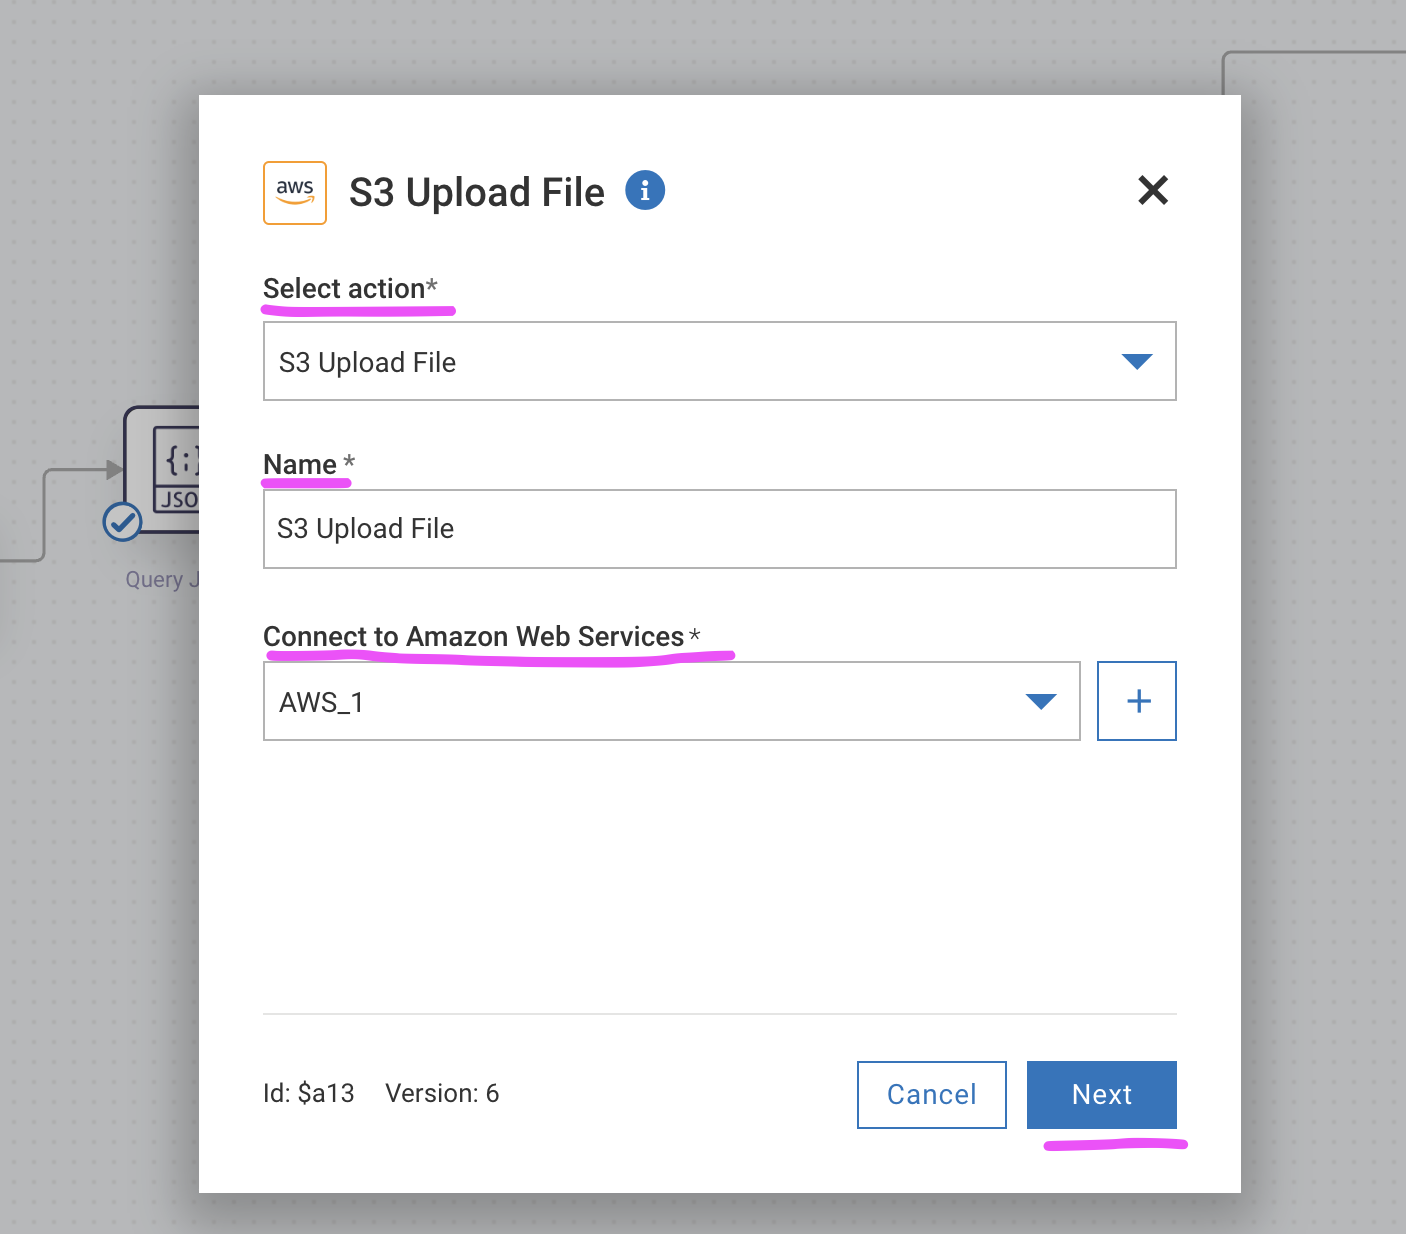 aws
S3 Upload File
Select action*
S3 Upload File
Name *
S3 Upload File
Connect to Amazon Web Services *
AWS_1
Id: $a13 Version: 6
Cancel
Next
{;}
JSO
Query J